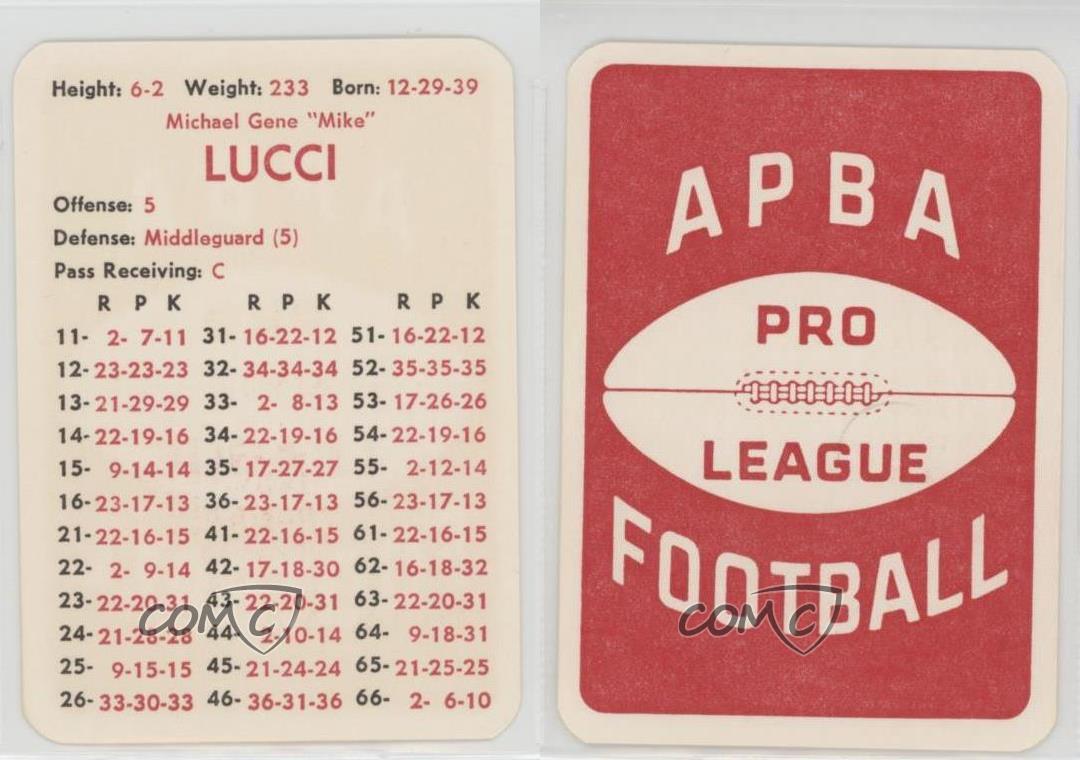 Height: 6-2 Weight: 233 Born: 12-29-39
Michael Gene "Mike"
LUCCI
Offense: 5
Defense: Middleguard (5)
Pass Receiving: C
R P K R P K R P K
11- 2- 7-11 31- 16-22-12 51- 16-22-12
12- 23-23-23 32- 34-34-34 52- 35-35-35
13- 21-29-29 33- 2- 8-13 53- 17-26-26
14- 22-19-16 34- 22-19-16 54- 22-19-16
15- 9-14-14 35- 17-27-27 55- 2-12-14
16- 23-17-13 36- 23-17-13 56- 23-17-13
21- 22-16-15 41- 22-16-15 61- 22-16-15
22- 2- 9-14 42- 17-18-30 62- 16-18-32
23- 22-20-31 43- 22-20-31 63- 22-20-31
24- 21-28-28 44- 2-10-14 64- 9-18-31
25- 9-15-15 45- 21-24-24 65- 21-25-25
26- 33-30-33 46- 36-31-36 66- 2- 6-10
COMC
APBA
PRO
LEAGUE
FOOTBALL
COMC